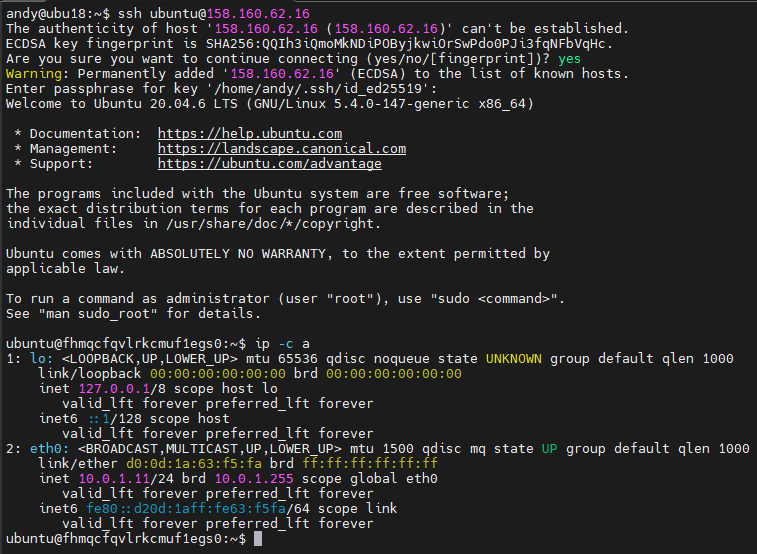 andy@ubu18:~$ ssh ubuntu@158.160.62.16
The authenticity of host '158.160.62.16 (158.160.62.16)' can't be established.
ECDSA key fingerprint is SHA256:QQIh3iQmoMkNDiPOByjkwiOrSwPdo0PJi3fqNFbVqHc.
Are you sure you want to continue connecting (yes/no/[fingerprint])? yes
Warning: Permanently added '158.160.62.16' (ECDSA) to the list of known hosts.
Enter passphrase for key '/home/andy/.ssh/id_ed25519':
Welcome to Ubuntu 20.04.6 LTS (GNU/Linux 5.4.0-147-generic x86_64)
 * Documentation:  https://help.ubuntu.com
 * Management:     https://landscape.canonical.com
 * Support:        https://ubuntu.com/advantage
The programs included with the Ubuntu system are free software;
the exact distribution terms for each program are described in the
individual files in /usr/share/doc/*/copyright.
Ubuntu comes with ABSOLUTELY NO WARRANTY, to the extent permitted by
applicable law.
To run a command as administrator (user "root"), use "sudo <command>".
See "man sudo_root" for details.
ubuntu@fhmqcfqvlrkcmuf1egs0:~$ ip -c a
1: lo: <LOOPBACK,UP,LOWER_UP> mtu 65536 qdisc noqueue state UNKNOWN group default qlen 1000
    link/loopback 00:00:00:00:00:00 brd 00:00:00:00:00:00
    inet 127.0.0.1/8 scope host lo
       valid_lft forever preferred_lft forever
    inet6 ::1/128 scope host
       valid_lft forever preferred_lft forever
2: eth0: <BROADCAST,MULTICAST,UP,LOWER_UP> mtu 1500 qdisc mq state UP group default qlen 1000
    link/ether d0:0d:1a:63:f5:fa brd ff:ff:ff:ff:ff:ff
    inet 10.0.1.11/24 brd 10.0.1.255 scope global eth0
       valid_lft forever preferred_lft forever
    inet6 fe80::d20d:1aff:fe63:f5fa/64 scope link
       valid_lft forever preferred_lft forever
ubuntu@fhmqcfqvlrkcmuf1egs0:~$